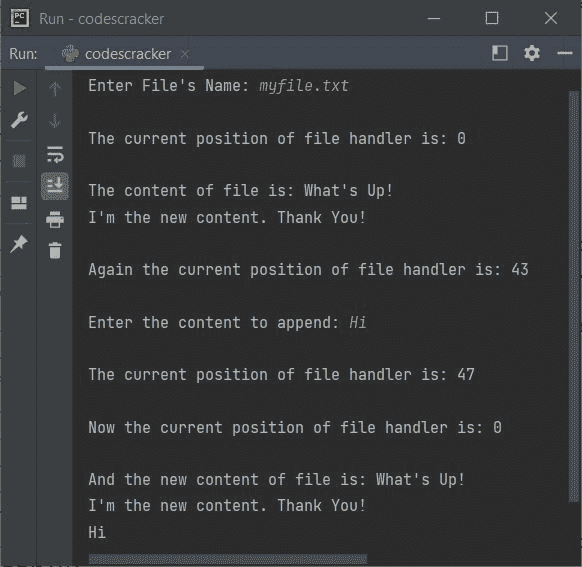 PC
Run - codescracker
Run: codescracker
Enter File's Name: myfile.txt
The current position of file handler is: 0
The content of file is: What's Up!
I'm the new content. Thank You!
Again the current position of file handler is: 43
Enter the content to append: Hi
The current position of file handler is: 47
Now the current position of file handler is: 0
And the new content of file is: What's Up!
I'm the new content. Thank You!
Hi